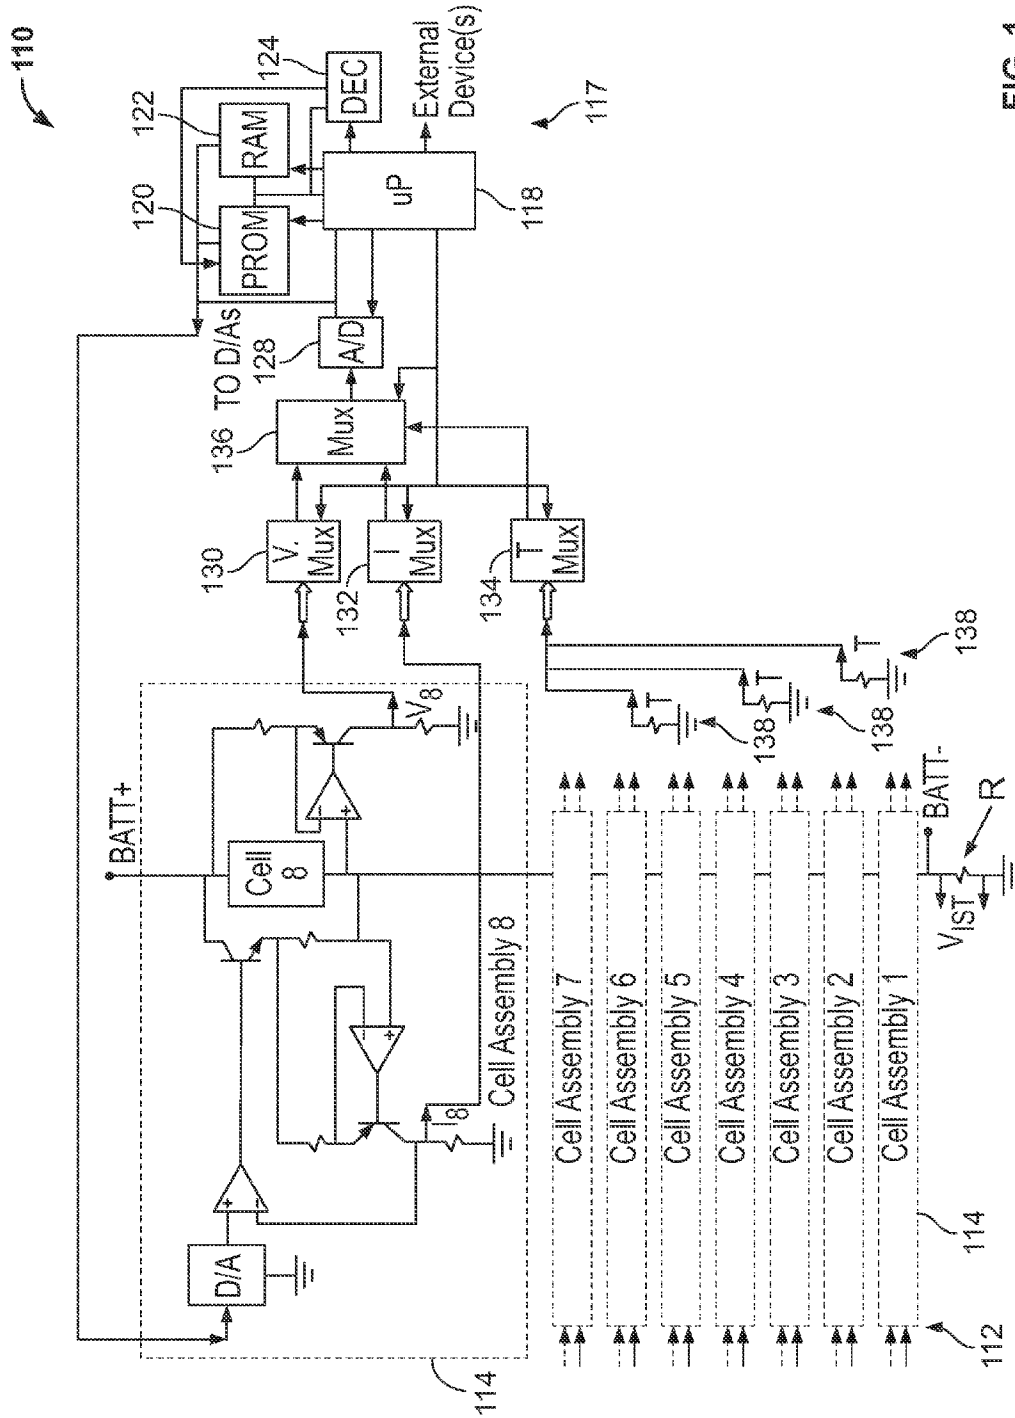 110
BATT+
TO D/As
120
122
124
PROM
RAM
DEC
128
A/D
uP
118
External
Device(s)
117
136
Mux
130
V.
Mux
132
I
Mux
134
T
Mux
138
T
138
T
138
T
D/A
Cell
8
V8
I8
Cell Assembly 8
114
Cell Assembly 7
Cell Assembly 6
Cell Assembly 5
Cell Assembly 4
Cell Assembly 3
Cell Assembly 2
Cell Assembly 1
114
112
BATT-
VIST
R